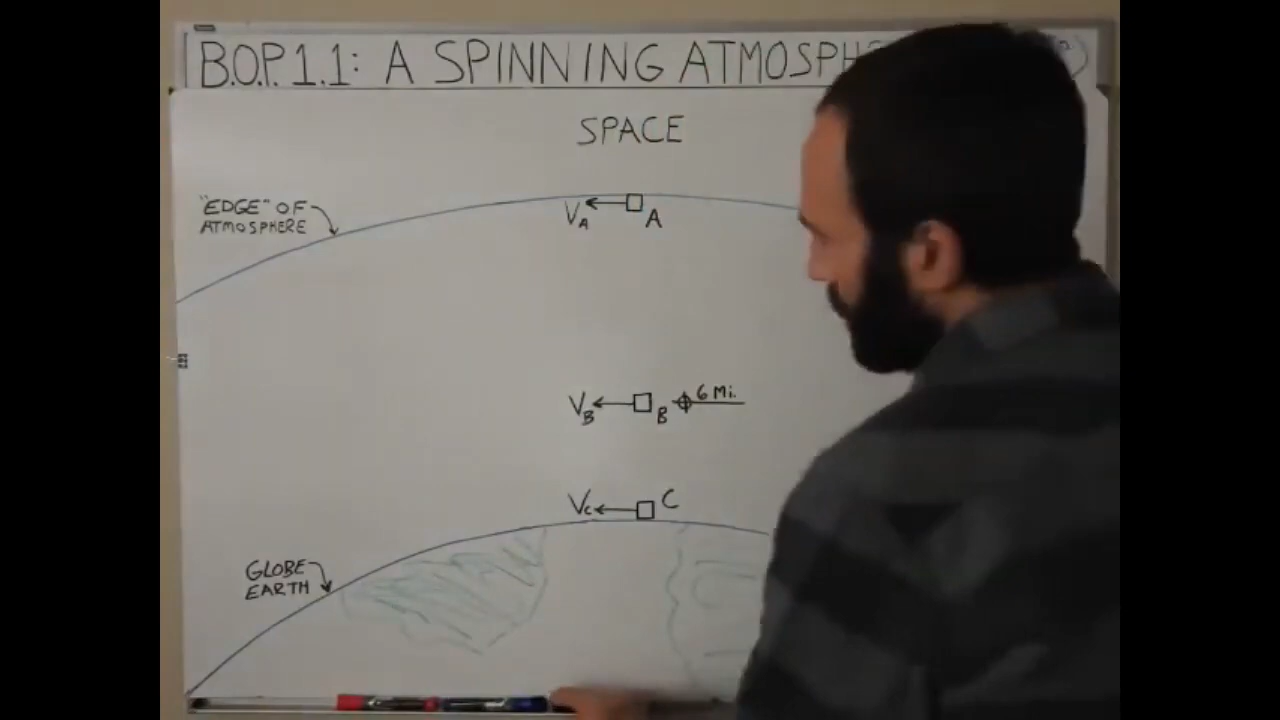 B.O.P. 1.1: A SPINNING ATMOSPH
SPACE
"EDGE" OF
ATMOSPHERE
VA
A
VB
B
6 Mi.
VC
C
GLOBE
EARTH